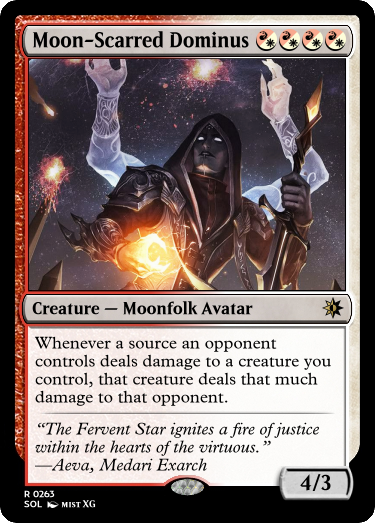 Moon-Scarred Dominus
Creature — Moonfolk Avatar
Whenever a source an opponent
controls deals damage to a creature you
control, that creature deals that much
damage to that opponent.
“The Fervent Star ignites a fire of justice
within the hearts of the virtuous.”
—Aeva, Medari Exarch
4/3
R 0263
SOL MIST XG